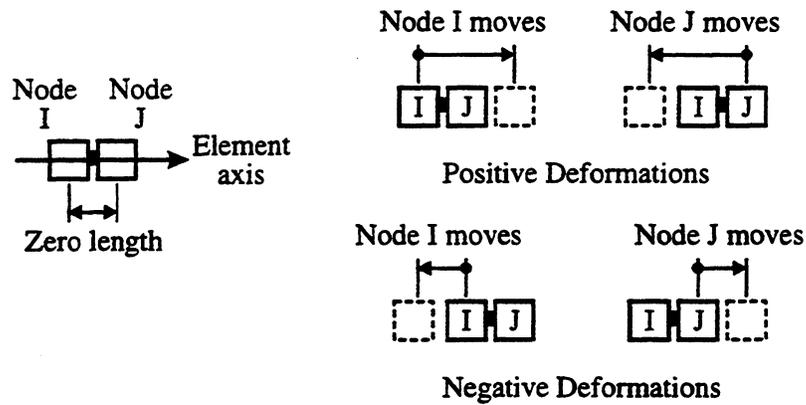 Node I moves
Node J moves
Node I
Node J
I J
I J
Element axis
Positive Deformations
Zero length
Node I moves
Node J moves
I J
I J
Negative Deformations